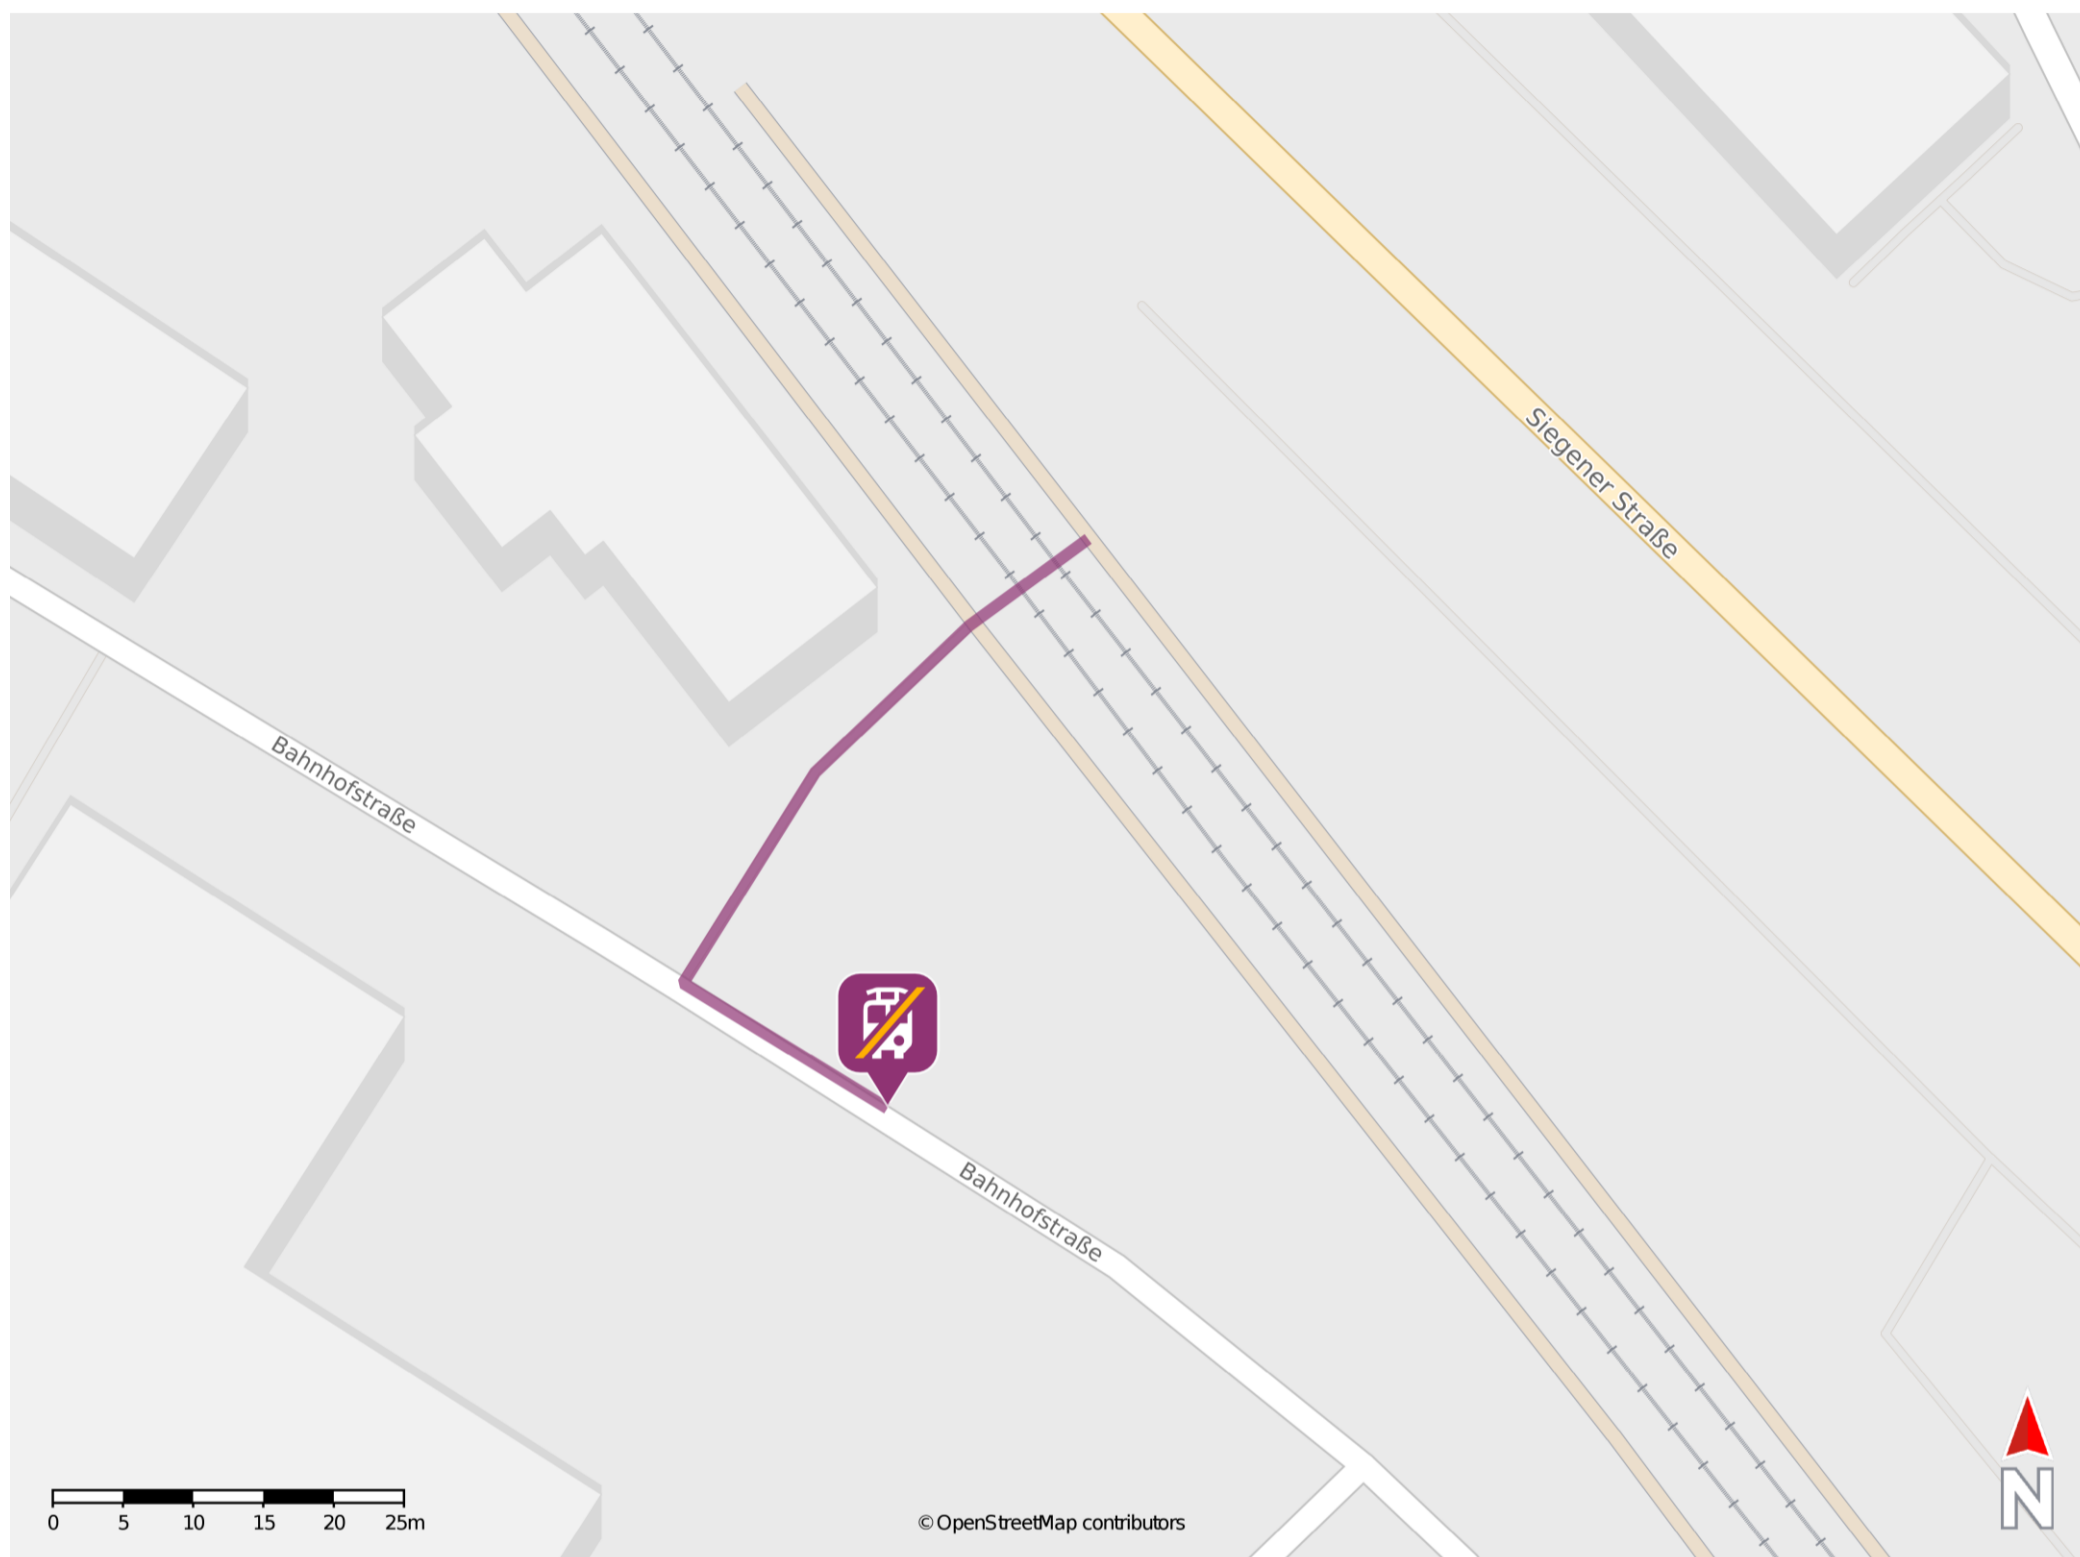 Siegener Straße
Bahnhofstraße
Bahnhofstraße
N
0 5 10 15 20 25m
© OpenStreetMap contributors